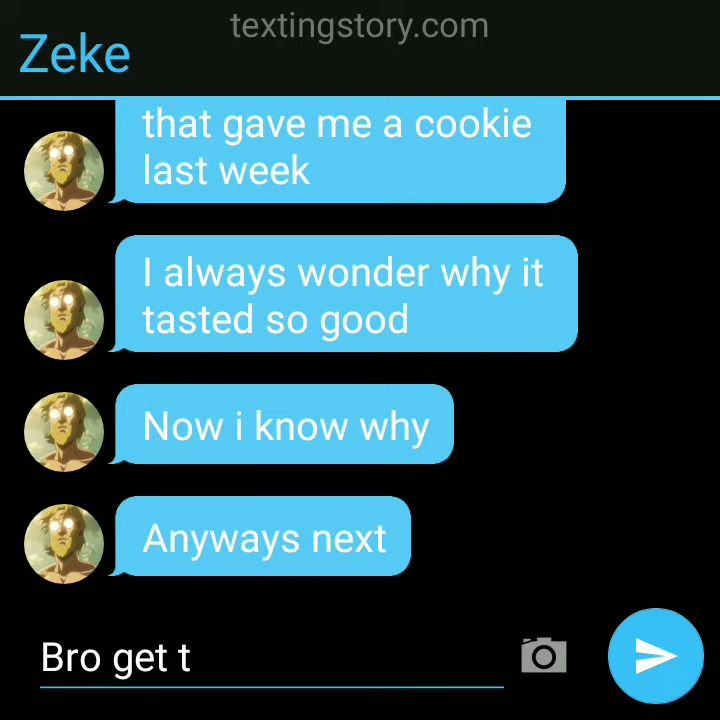 textingstory.com
Zeke
that gave me a cookie
last week
I always wonder why it
tasted so good
Now i know why
Anyways next
Bro get t